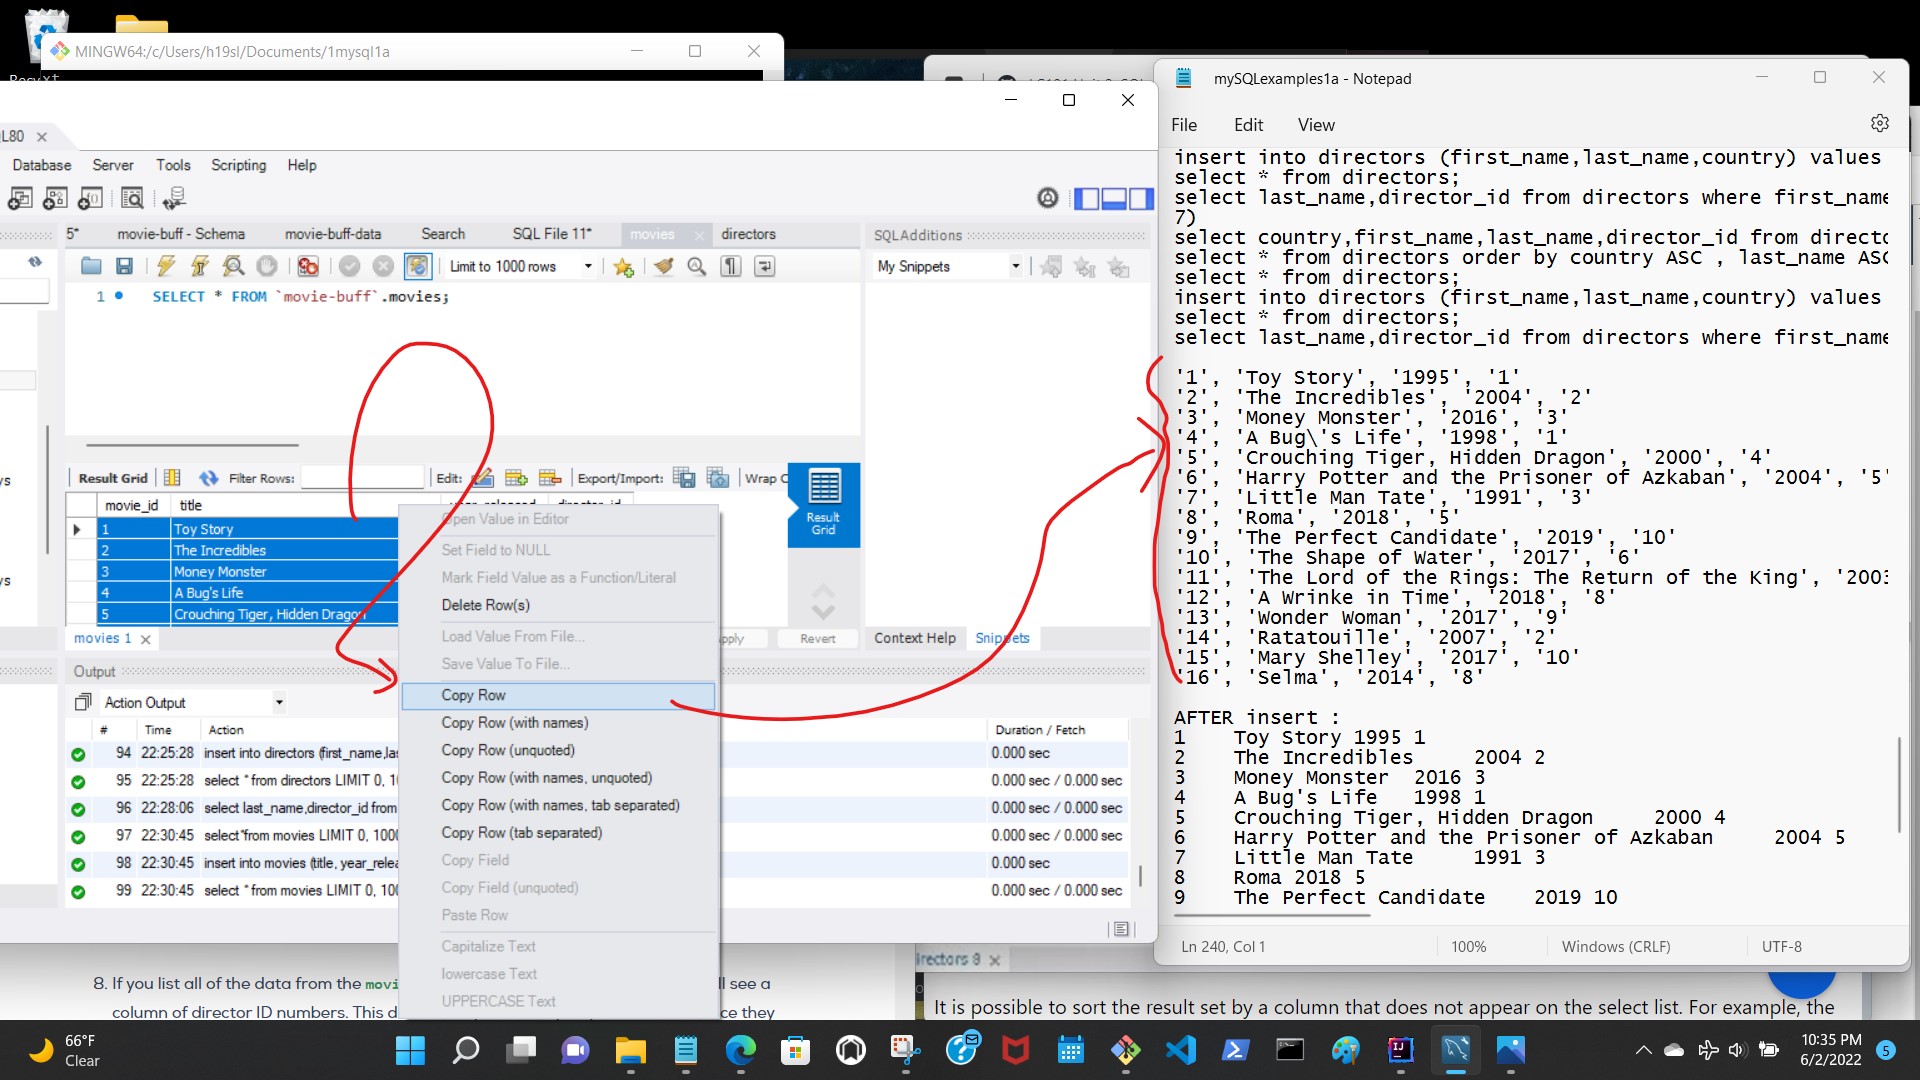 MINGW64:/c/Users/h19sl/Documents/1mysql1a
L80
Database Server Tools Scripting Help
5* movie-buff - Schema movie-buff-data Search SQL File 11* movies directors
Limit to 1000 rows
1 SELECT * FROM `movie-buff`.movies;
SQLAdditions
My Snippets
Result Grid Filter Rows: Edit: Export/Import: Wrap C
movie_id title year_released director_id
1 Toy Story
2 The Incredibles
3 Money Monster
4 A Bug's Life
5 Crouching Tiger, Hidden Dragon
Result
Grid
movies 1
Revert
Context Help Snippets
Open Value in Editor
Set Field to NULL
Mark Field Value as a Function/Literal
Delete Row(s)
Load Value From File...
Save Value To File...
Copy Row
Copy Row (with names)
Copy Row (unquoted)
Copy Row (with names, unquoted)
Copy Row (with names, tab separated)
Copy Row (tab separated)
Copy Field
Copy Field (unquoted)
Paste Row
Capitalize Text
lowercase Text
UPPERCASE Text
Output
Action Output
# Time Action Duration / Fetch
94 22:25:28 insert into directors (first_name,las 0.000 sec
95 22:25:28 select * from directors LIMIT 0, 10 0.000 sec / 0.000 sec
96 22:28:06 select last_name,director_id from 0.000 sec / 0.000 sec
97 22:30:45 select*from movies LIMIT 0, 1000 0.000 sec / 0.000 sec
98 22:30:45 insert into movies (title, year_relea 0.000 sec
99 22:30:45 select * from movies LIMIT 0, 100 0.000 sec / 0.000 sec
mySQLexamples1a - Notepad
File Edit View
insert into directors (first_name,last_name,country) values
select * from directors;
select last_name,director_id from directors where first_name
7)
select country,first_name,last_name,director_id from directo
select * from directors order by country ASC , last_name ASC
select * from directors;
insert into directors (first_name,last_name,country) values
select * from directors;
select last_name,director_id from directors where first_name
'1', 'Toy Story', '1995', '1'
'2', 'The Incredibles', '2004', '2'
'3', 'Money Monster', '2016', '3'
'4', 'A Bug\'s Life', '1998', '1'
'5', 'Crouching Tiger, Hidden Dragon', '2000', '4'
'6', 'Harry Potter and the Prisoner of Azkaban', '2004', '5'
'7', 'Little Man Tate', '1991', '3'
'8', 'Roma', '2018', '5'
'9', 'The Perfect Candidate', '2019', '10'
'10', 'The Shape of Water', '2017', '6'
'11', 'The Lord of the Rings: The Return of the King', '2003
'12', 'A Wrinke in Time', '2018', '8'
'13', 'Wonder Woman', '2017', '9'
'14', 'Ratatouille', '2007', '2'
'15', 'Mary Shelley', '2017', '10'
'16', 'Selma', '2014', '8'
AFTER insert :
1 Toy Story 1995 1
2 The Incredibles 2004 2
3 Money Monster 2016 3
4 A Bug's Life 1998 1
5 Crouching Tiger, Hidden Dragon 2000 4
6 Harry Potter and the Prisoner of Azkaban 2004 5
7 Little Man Tate 1991 3
8 Roma 2018 5
9 The Perfect Candidate 2019 10
Ln 240, Col 1 100% Windows (CRLF) UTF-8
8. If you list all of the data from the movi ll see a
column of director ID numbers. This d ce they
irectors 9
It is possible to sort the result set by a column that does not appear on the select list. For example, the
66°F
Clear
10:35 PM
6/2/2022
5